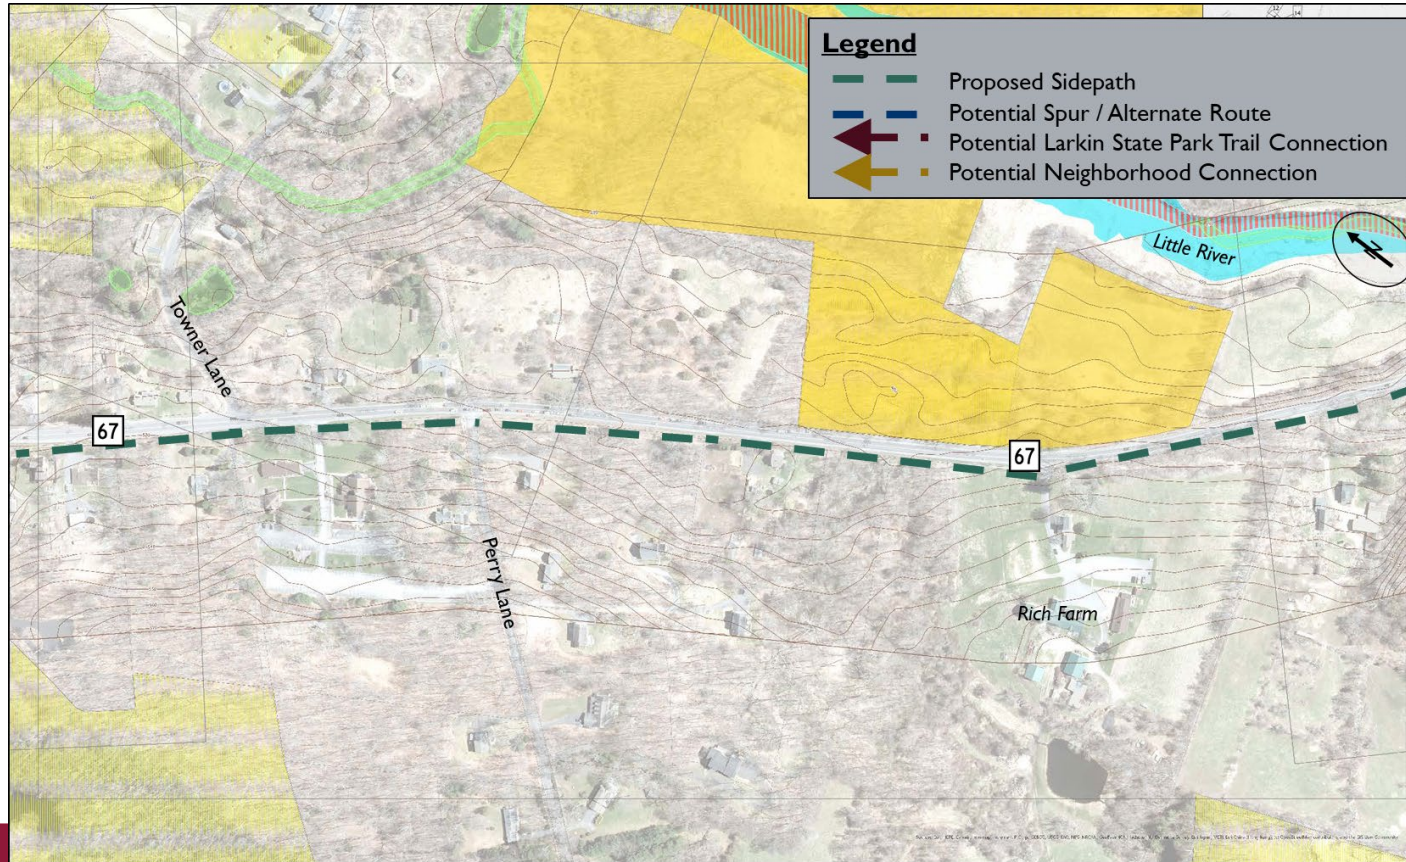 Legend
Proposed Sidepath
Potential Spur / Alternate Route
Potential Larkin State Park Trail Connection
Potential Neighborhood Connection
N
Little River
Towner Lane
67
67
Perry Lane
Rich Farm